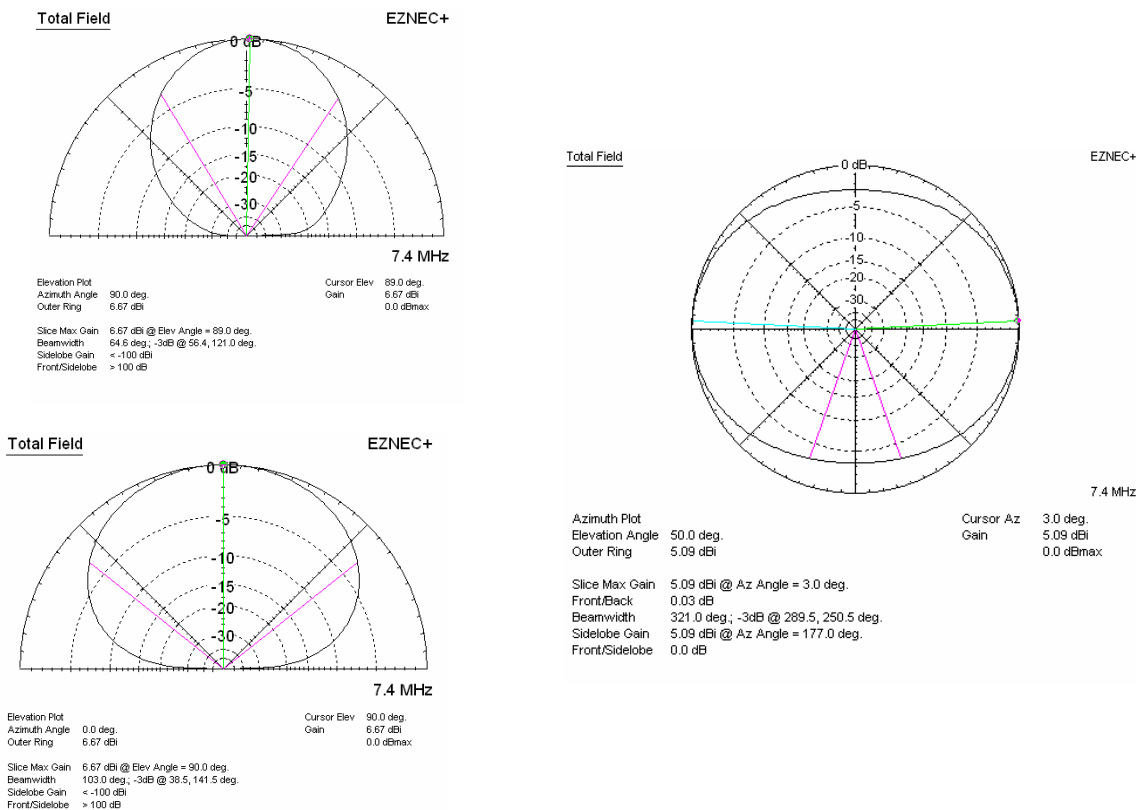 Total Field EZNEC+
0 dB
-5
-10
-15
-20
-30
7.4 MHz
Elevation Plot Cursor Elev 89.0 deg.
Azimuth Angle 90.0 deg. Gain 6.67 dBi
Outer Ring 6.67 dBi 0.0 dBmax
Slice Max Gain 6.67 dBi @ Elev Angle = 89.0 deg.
Beamwidth 64.6 deg.; -3dB @ 56.4, 121.0 deg.
Sidelobe Gain < -100 dBi
Front/Sidelobe > 100 dB
Total Field EZNEC+
0 dB
-5
-10
-15
-20
-30
7.4 MHz
Elevation Plot Cursor Elev 90.0 deg.
Azimuth Angle 0.0 deg. Gain 6.67 dBi
Outer Ring 6.67 dBi 0.0 dBmax
Slice Max Gain 6.67 dBi @ Elev Angle = 90.0 deg.
Beamwidth 103.0 deg.; -3dB @ 38.5, 141.5 deg.
Sidelobe Gain < -100 dBi
Front/Sidelobe > 100 dB
Total Field EZNEC+
0 dB
-5
-10
-15
-20
-30
7.4 MHz
Azimuth Plot Cursor Az 3.0 deg.
Elevation Angle 50.0 deg. Gain 5.09 dBi
Outer Ring 5.09 dBi 0.0 dBmax
Slice Max Gain 5.09 dBi @ Az Angle = 3.0 deg.
Front/Back 0.03 dB
Beamwidth 321.0 deg.; -3dB @ 289.5, 250.5 deg.
Sidelobe Gain 5.09 dBi @ Az Angle = 177.0 deg.
Front/Sidelobe 0.0 dB